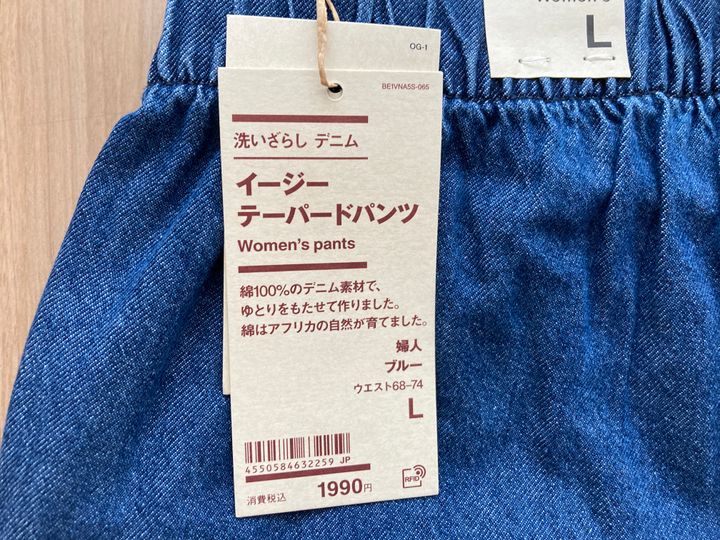 Women's
L
OG-1
BE1VNA5S-065
洗いざらし デニム
イージー
テーパードパンツ
Women's pants
綿100%のデニム素材で、
ゆとりをもたせて作りました。
綿はアフリカの自然が育てました。
婦人
ブルー
ウエスト68-74
L
4550584632259 JP
消費税込 1990円
RFID